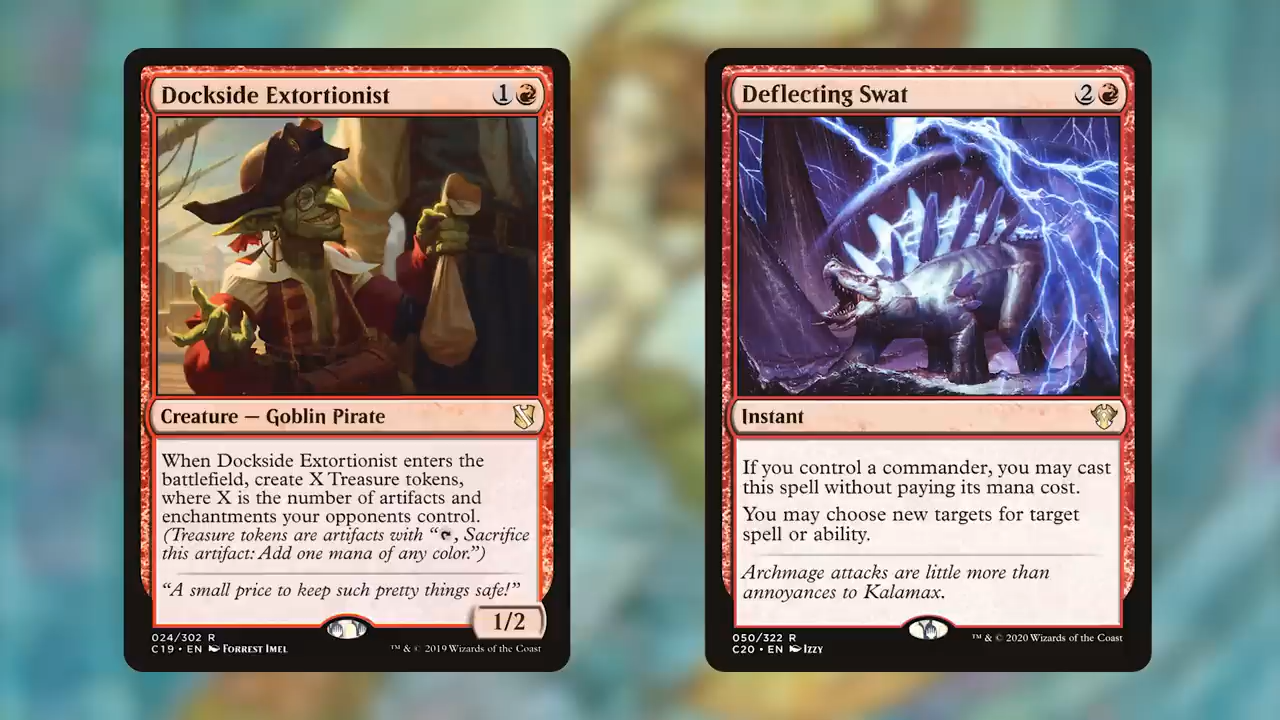 Dockside Extortionist 1
Creature — Goblin Pirate
When Dockside Extortionist enters the
battlefield, create X Treasure tokens,
where X is the number of artifacts and
enchantments your opponents control.
(Treasure tokens are artifacts with “, Sacrifice
this artifact: Add one mana of any color.”)
“A small price to keep such pretty things safe!”
1/2
024/302 R
C19 • EN FORREST IMEL
™ & © 2019 Wizards of the Coast
Deflecting Swat 2
Instant
If you control a commander, you may cast
this spell without paying its mana cost.
You may choose new targets for target
spell or ability.
Archmage attacks are little more than
annoyances to Kalamax.
050/322 R
C20 • EN IZZY
™ & © 2020 Wizards of the Coast